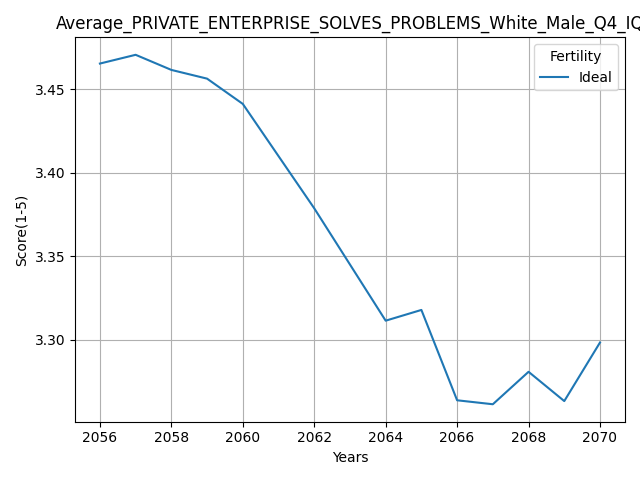 Average_PRIVATE_ENTERPRISE_SOLVES_PROBLEMS_White_Male_Q4_IQ
Fertility
Ideal
3.45
3.40
3.35
3.30
Score(1-5)
2056 2058 2060 2062 2064 2066 2068 2070
Years